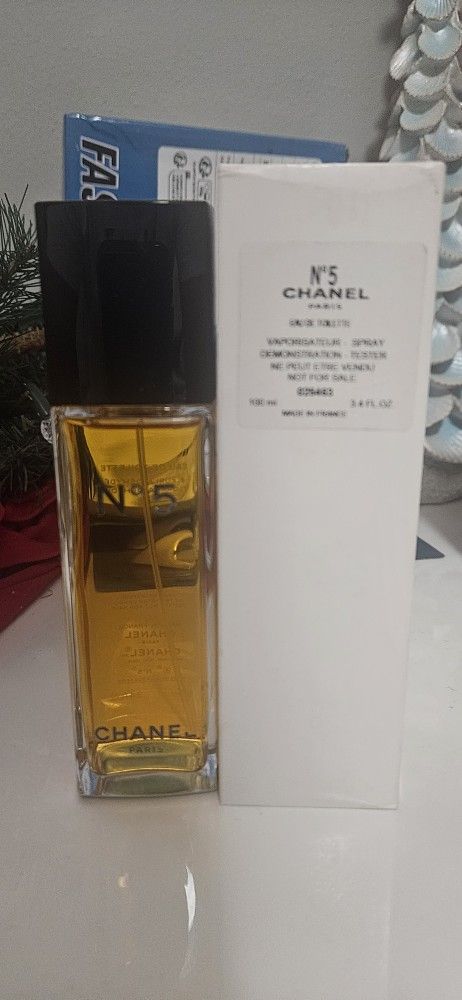 FAS
N°5
CHANEL
PARIS
EAU DE TOILETTE
VAPORISATEUR - SPRAY
DEMONSTRATION - TESTER
NE PEUT ETRE VENDU
NOT FOR SALE
100 ml 3.4 FL. OZ.
MADE IN FRANCE
N°5
CHANEL
PARIS